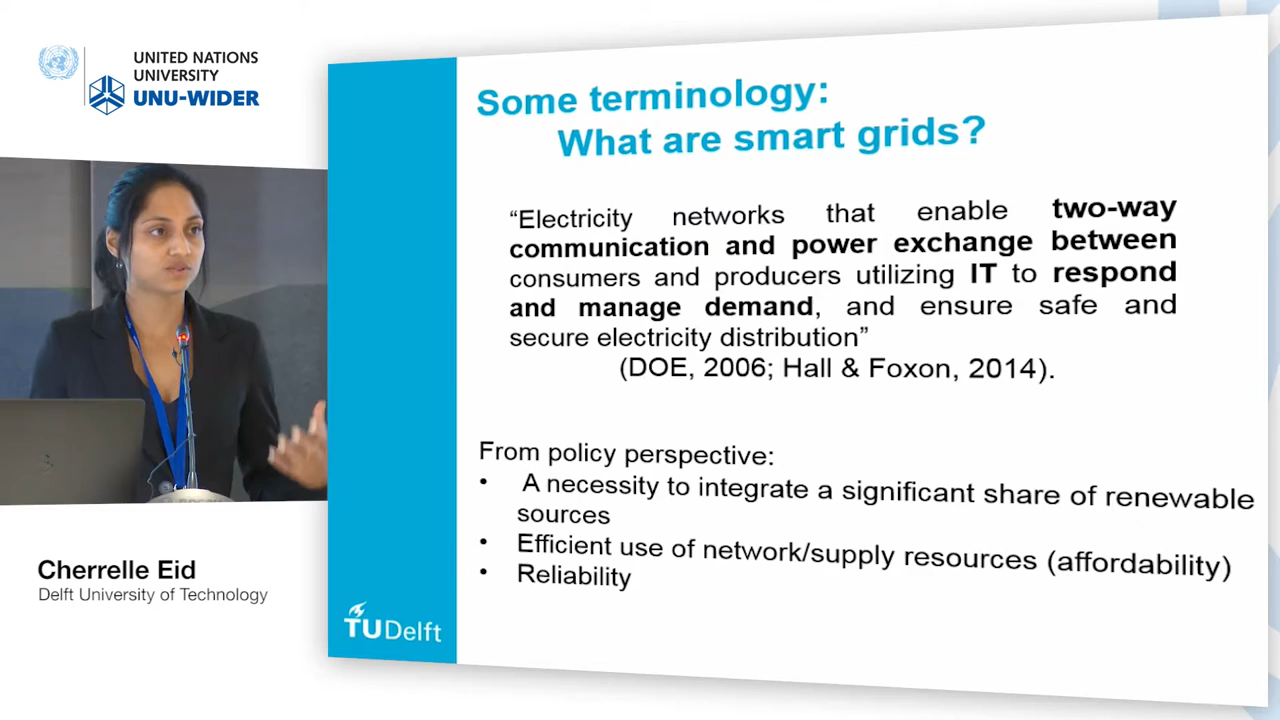 UNITED NATIONS
UNIVERSITY
UNU-WIDER
Some terminology:
What are smart grids?
“Electricity networks that enable two-way
communication and power exchange between
consumers and producers utilizing IT to respond
and manage demand, and ensure safe and
secure electricity distribution”
(DOE, 2006; Hall & Foxon, 2014).
From policy perspective:
• A necessity to integrate a significant share of renewable
sources
• Efficient use of network/supply resources (affordability)
• Reliability
Cherrelle Eid
Delft University of Technology
TUDelft